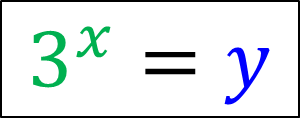 3^x = y